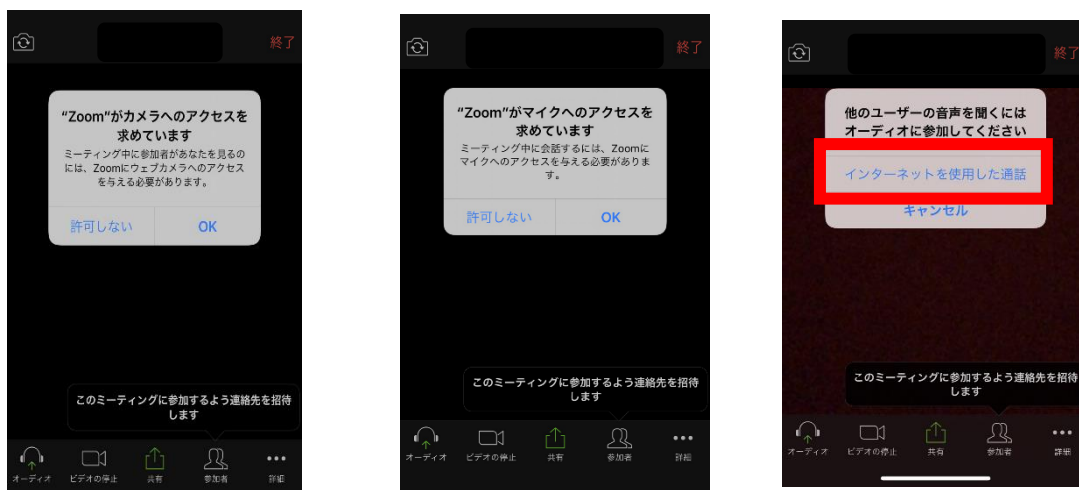 終了
“Zoom”がカメラへのアクセスを
求めています
ミーティング中に参加者があなたを見るの
には、Zoomにウェブカメラへのアクセス
を与える必要があります。
許可しない OK
このミーティングに参加するよう連絡先を招待
します
オーディオ ビデオの停止 共有 参加者 詳細
終了
“Zoom”がマイクへのアクセスを
求めています
ミーティング中に会話するには、Zoomに
マイクへのアクセスを与える必要がありま
す。
許可しない OK
このミーティングに参加するよう連絡先を招待
します
オーディオ ビデオの停止 共有 参加者 詳細
終了
他のユーザーの音声を聞くには
オーディオに参加してください
インターネットを使用した通話
キャンセル
このミーティングに参加するよう連絡先を招待
します
オーディオ ビデオの停止 共有 参加者 詳細